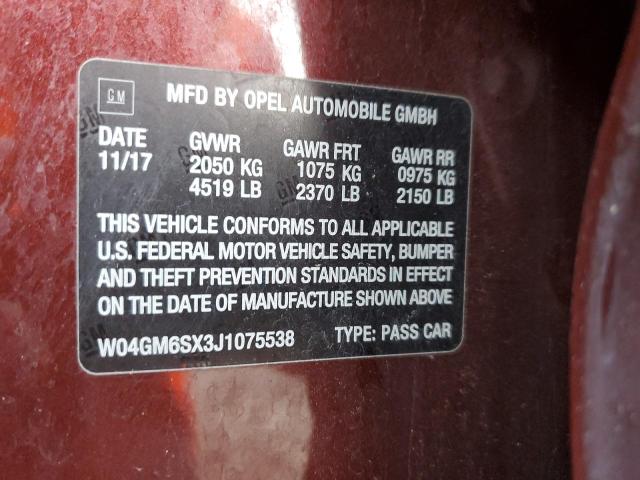 GM MFD BY OPEL AUTOMOBILE GMBH
DATE GVWR GAWR FRT GAWR RR
11/17 2050 KG 1075 KG 0975 KG
4519 LB 2370 LB 2150 LB
THIS VEHICLE CONFORMS TO ALL APPLICABLE
U.S. FEDERAL MOTOR VEHICLE SAFETY, BUMPER
AND THEFT PREVENTION STANDARDS IN EFFECT
ON THE DATE OF MANUFACTURE SHOWN ABOVE
W04GM6SX3J1075538 TYPE: PASS CAR